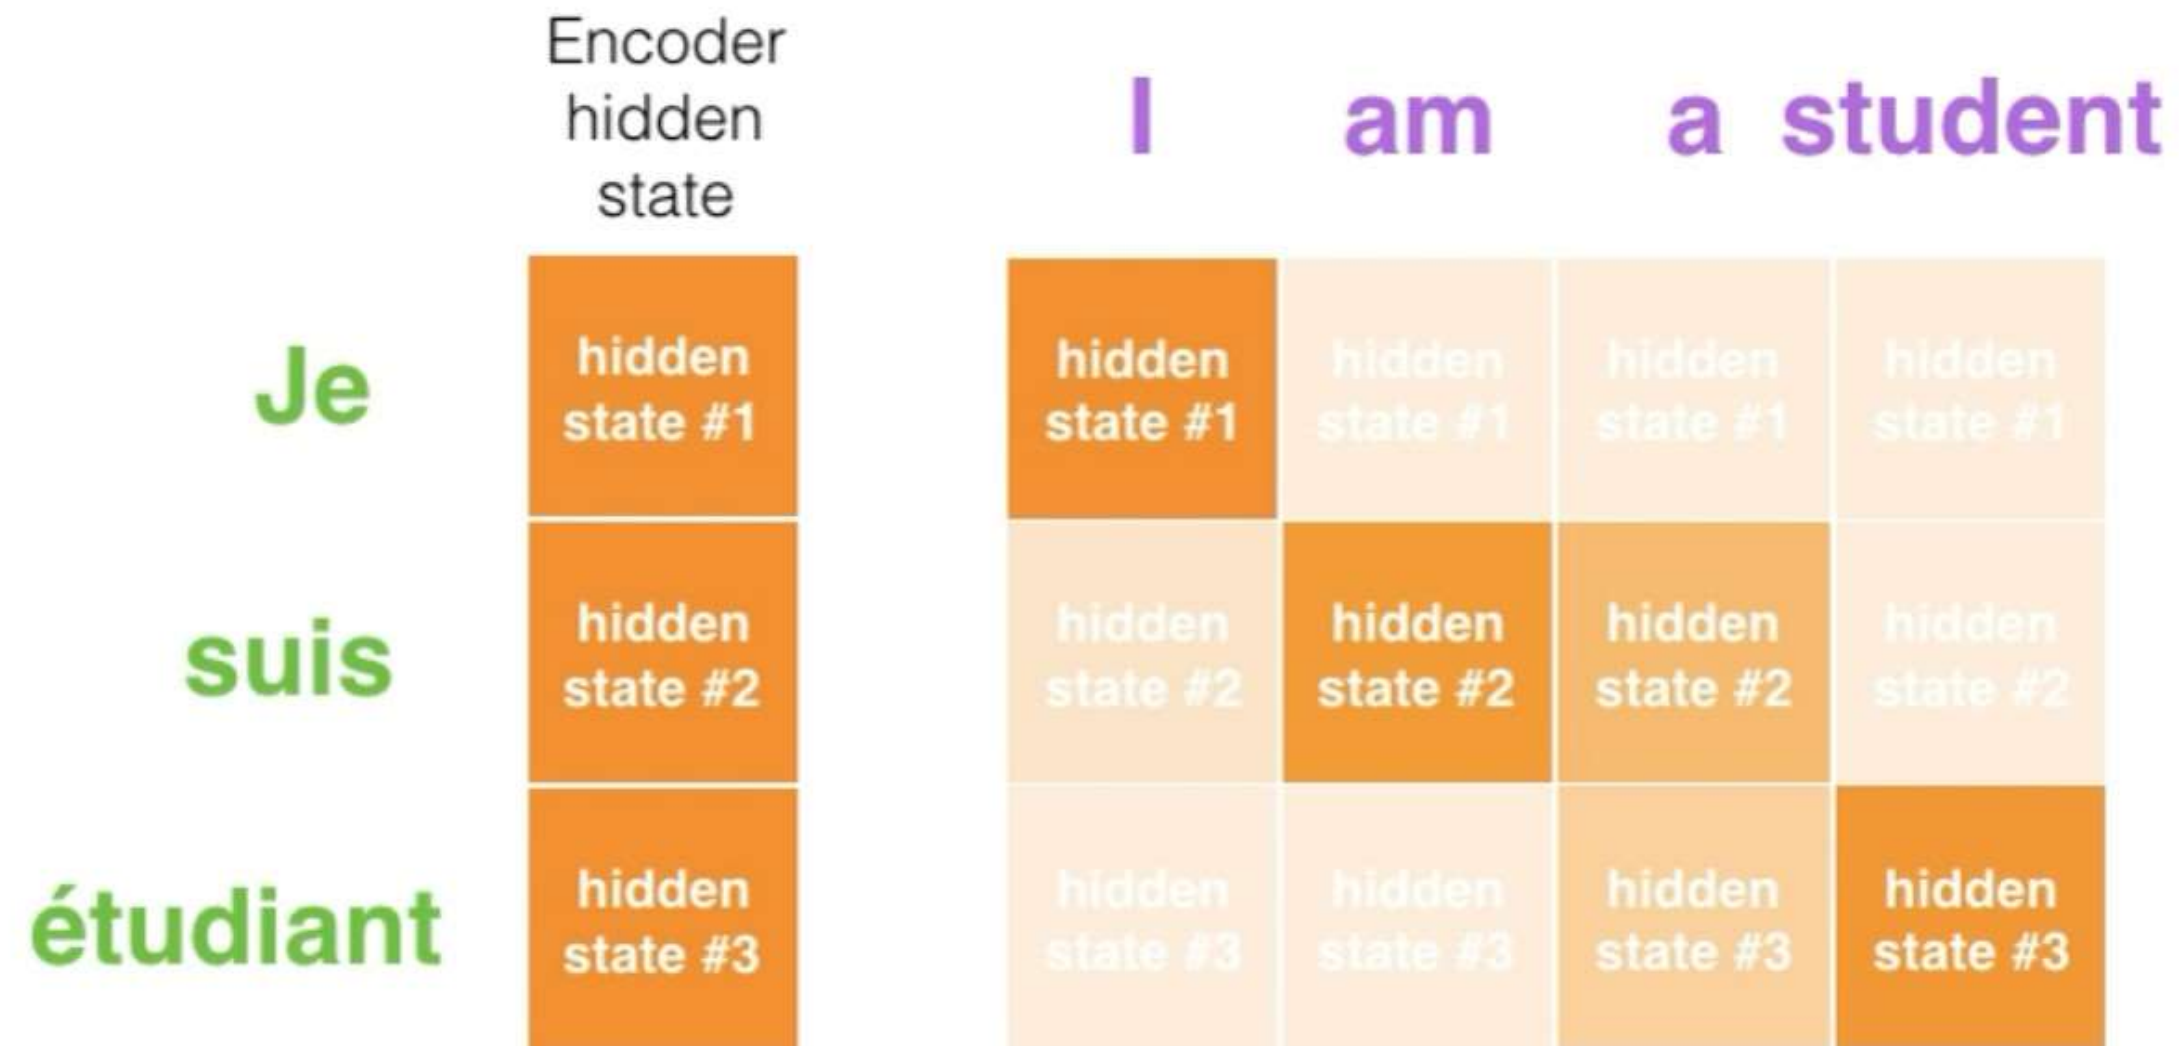 Encoder
hidden
state
I am a student
Je
hidden
state #1
hidden
state #1
hidden
state #1
hidden
state #1
hidden
state #1
suis
hidden
state #2
hidden
state #2
hidden
state #2
hidden
state #2
hidden
state #2
étudiant
hidden
state #3
hidden
state #3
hidden
state #3
hidden
state #3
hidden
state #3